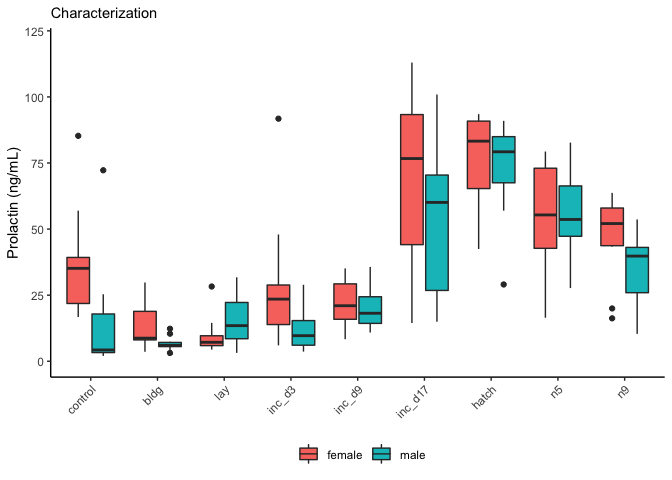 Characterization
Prolactin (ng/mL)
125
100
75
50
25
0
control
bldg
lay
inc_d3
inc_d9
inc_d17
hatch
n5
n9
female
male